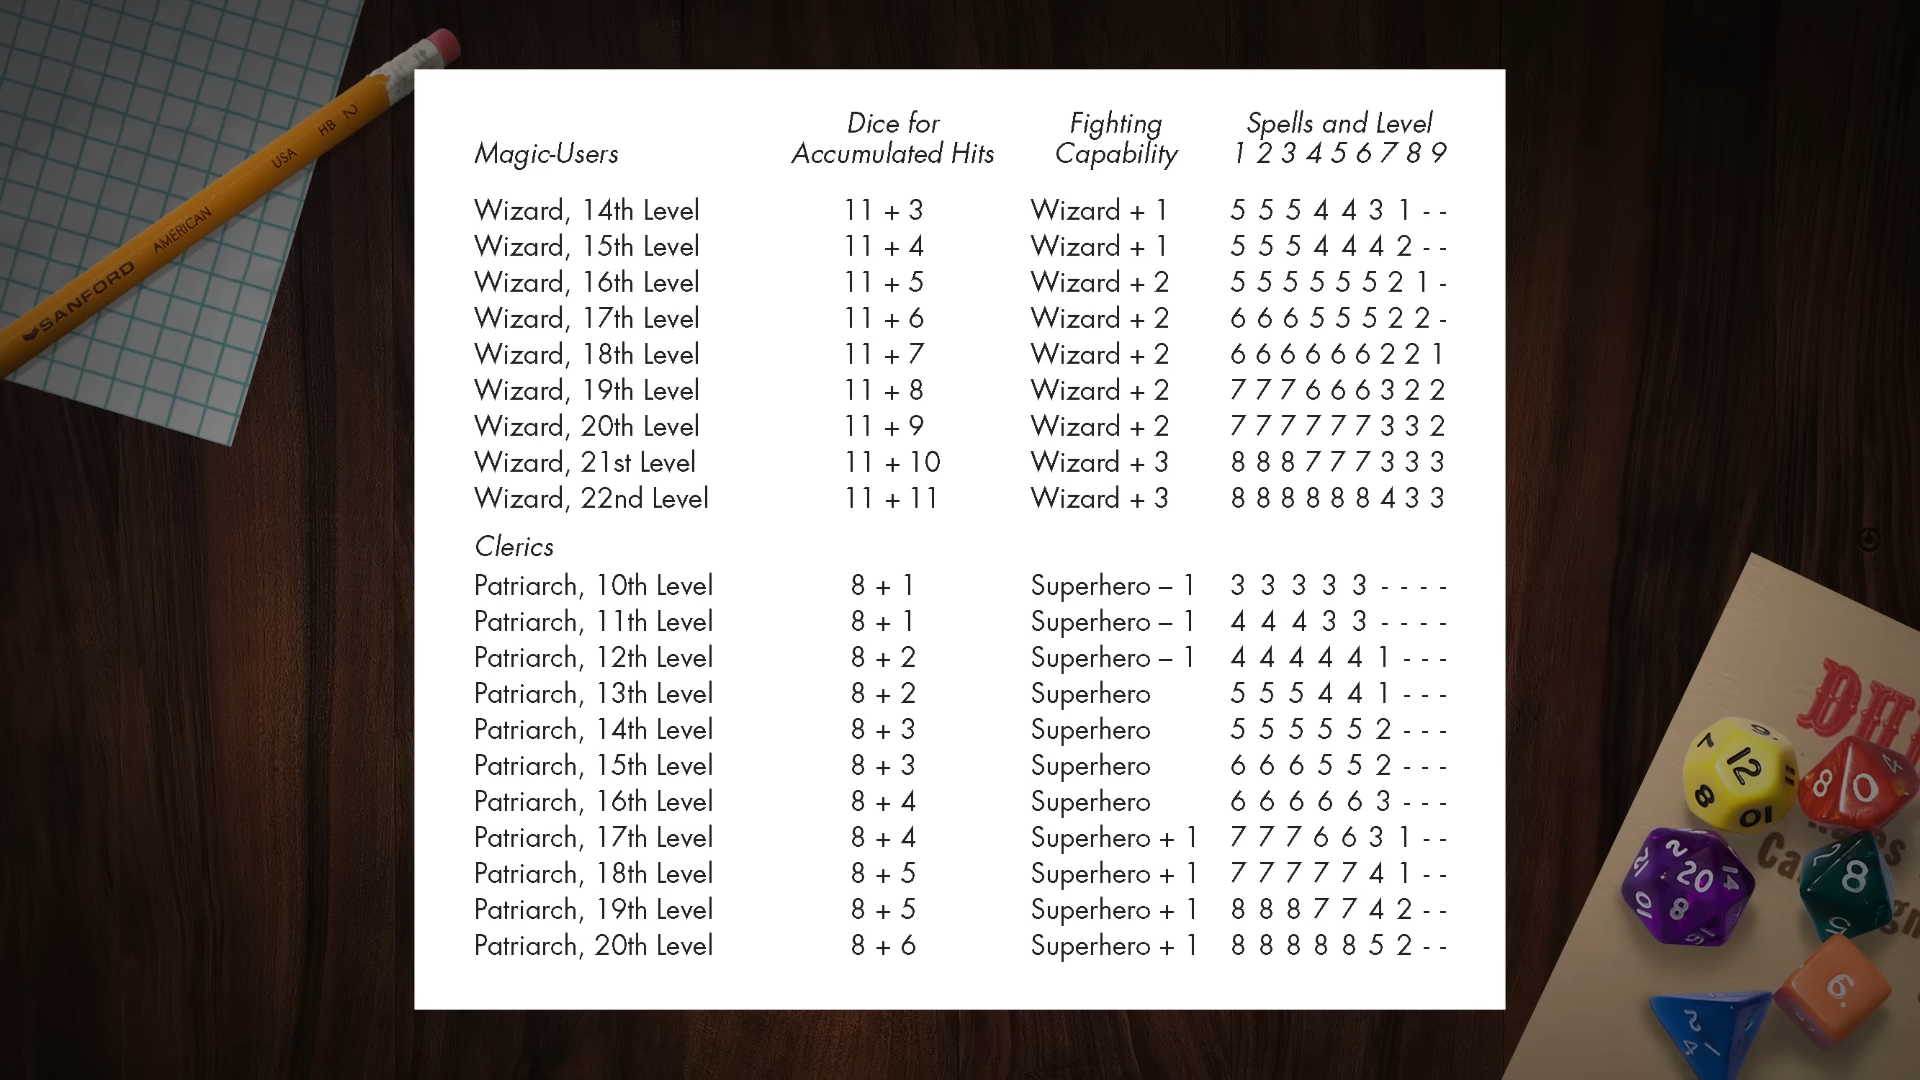 HB 2
USA
AMERICAN
SANFORD
Dice for Fighting Spells and Level
Magic-Users Accumulated Hits Capability 1 2 3 4 5 6 7 8 9
Wizard, 14th Level 11 + 3 Wizard + 1 5 5 5 4 4 3 1 - -
Wizard, 15th Level 11 + 4 Wizard + 1 5 5 5 4 4 4 2 - -
Wizard, 16th Level 11 + 5 Wizard + 2 5 5 5 5 5 5 2 1 -
Wizard, 17th Level 11 + 6 Wizard + 2 6 6 6 5 5 5 2 2 -
Wizard, 18th Level 11 + 7 Wizard + 2 6 6 6 6 6 6 2 2 1
Wizard, 19th Level 11 + 8 Wizard + 2 7 7 7 6 6 6 3 2 2
Wizard, 20th Level 11 + 9 Wizard + 2 7 7 7 7 7 7 3 3 2
Wizard, 21st Level 11 + 10 Wizard + 3 8 8 8 7 7 7 3 3 3
Wizard, 22nd Level 11 + 11 Wizard + 3 8 8 8 8 8 8 4 3 3
Clerics
Patriarch, 10th Level 8 + 1 Superhero – 1 3 3 3 3 3 - - - -
Patriarch, 11th Level 8 + 1 Superhero – 1 4 4 4 3 3 - - - -
Patriarch, 12th Level 8 + 2 Superhero – 1 4 4 4 4 4 1 - - -
Patriarch, 13th Level 8 + 2 Superhero 5 5 5 4 4 1 - - -
Patriarch, 14th Level 8 + 3 Superhero 5 5 5 5 5 2 - - -
Patriarch, 15th Level 8 + 3 Superhero 6 6 6 5 5 2 - - -
Patriarch, 16th Level 8 + 4 Superhero 6 6 6 6 6 3 - - -
Patriarch, 17th Level 8 + 4 Superhero + 1 7 7 7 6 6 3 1 - -
Patriarch, 18th Level 8 + 5 Superhero + 1 7 7 7 7 7 4 1 - -
Patriarch, 19th Level 8 + 5 Superhero + 1 8 8 8 7 7 4 2 - -
Patriarch, 20th Level 8 + 6 Superhero + 1 8 8 8 8 8 5 2 - -
12
8
10
8 0
20
8
8
6